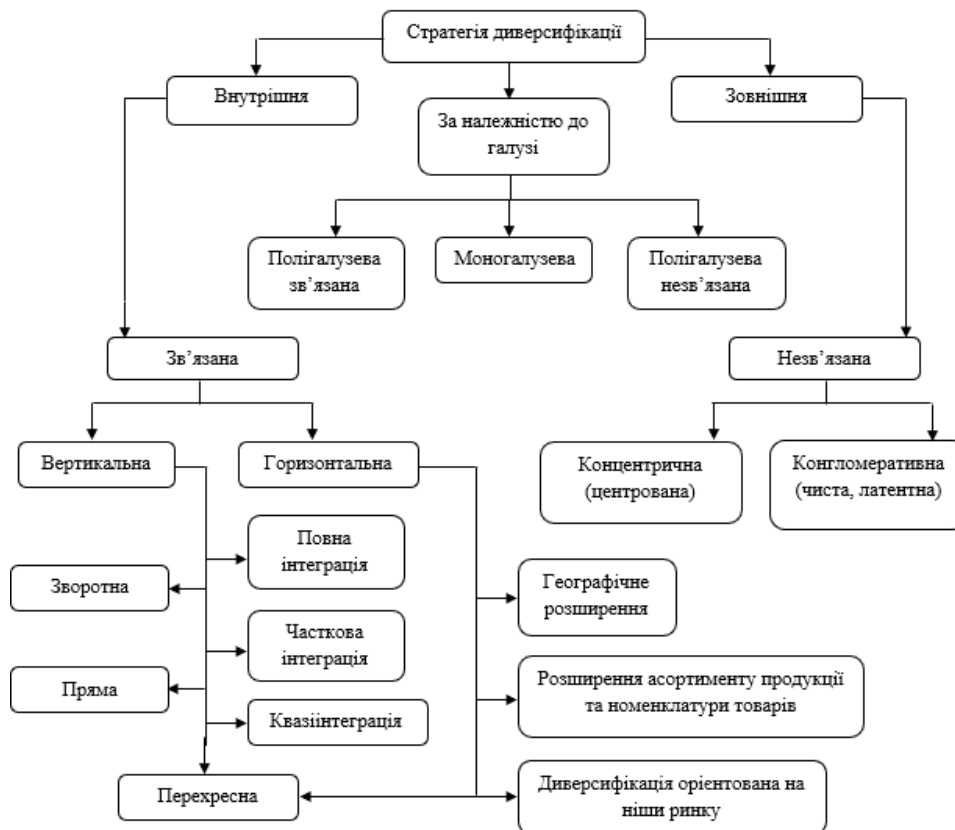 Стратегія диверсифікації
Внутрішня
Зовнішня
За належністю до
галузі
Полігалузева
зв’язана
Моногалузева
Полігалузева
незв’язана
Зв’язана
Незв’язана
Вертикальна
Горизонтальна
Концентрична
(центрована)
Конгломеративна
(чиста, латентна)
Повна
інтеграція
Зворотна
Географічне
розширення
Часткова
інтеграція
Пряма
Розширення асортименту продукції
та номенклатури товарів
Квазіінтеграція
Перехресна
Диверсифікація орієнтована на
ніши ринку